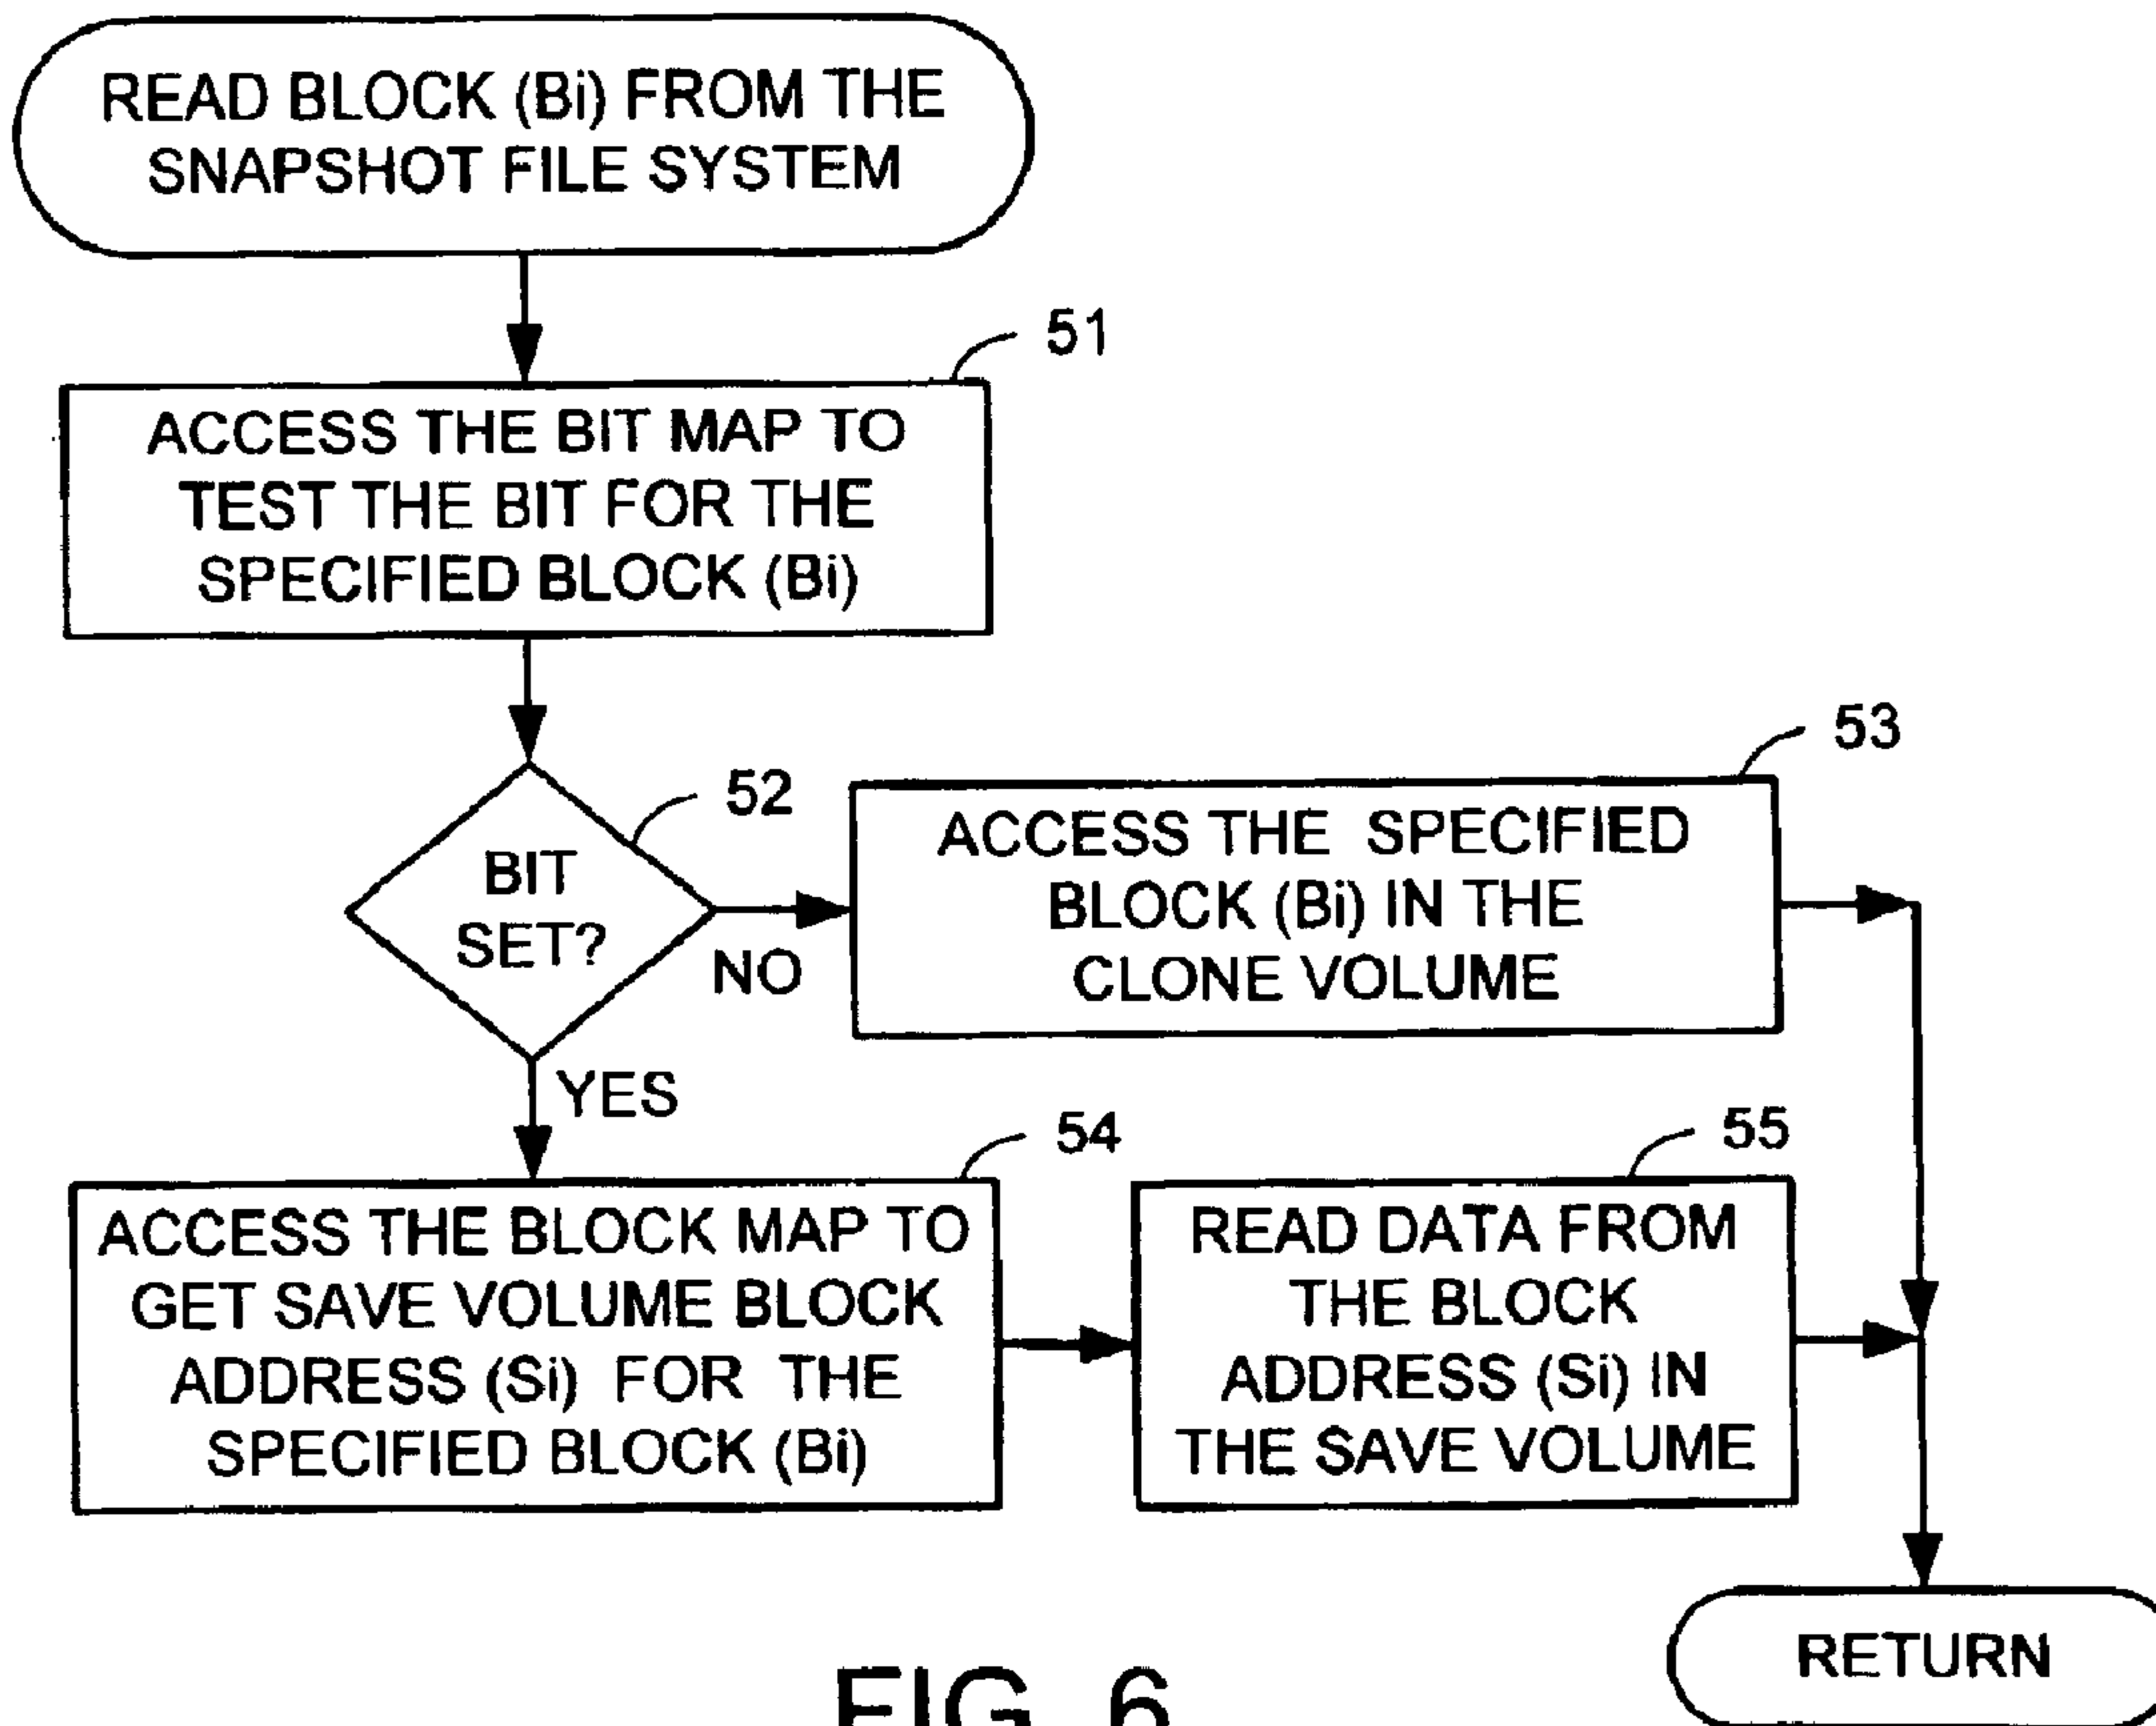 READ BLOCK (Bi) FROM THE
SNAPSHOT FILE SYSTEM
51
ACCESS THE BIT MAP TO
TEST THE BIT FOR THE
SPECIFIED BLOCK (Bi)
52
BIT
SET?
NO
YES
53
ACCESS THE SPECIFIED
BLOCK (Bi) IN THE
CLONE VOLUME
54
ACCESS THE BLOCK MAP TO
GET SAVE VOLUME BLOCK
ADDRESS (Si) FOR THE
SPECIFIED BLOCK (Bi)
55
READ DATA FROM
THE BLOCK
ADDRESS (Si) IN
THE SAVE VOLUME
RETURN
FIG. 6